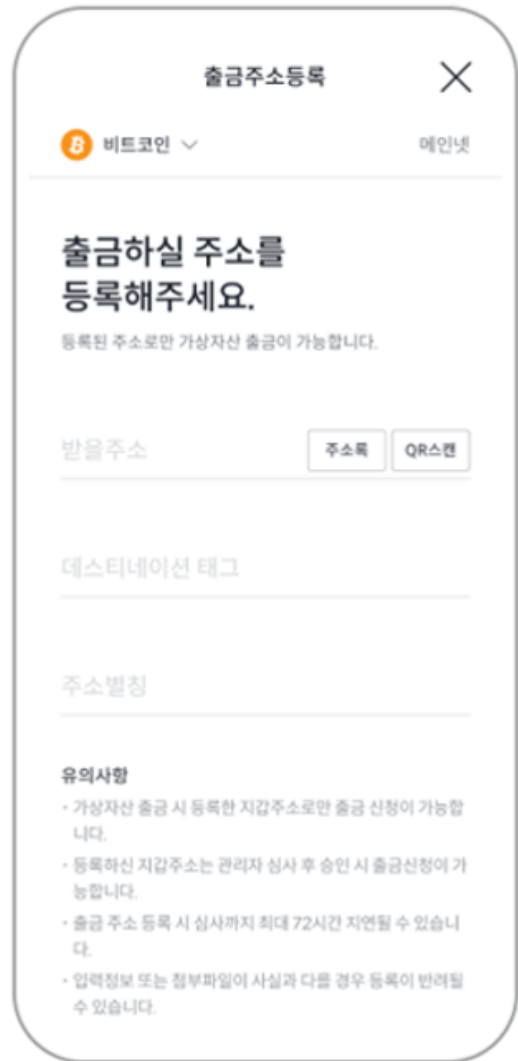 출금주소등록
비트코인 메인넷
출금하실 주소를
등록해주세요.
등록된 주소로만 가상자산 출금이 가능합니다.
받을주소 주소록 QR스캔
데스티네이션 태그
주소별칭
유의사항
• 가상자산 출금 시 등록한 지갑주소로만 출금 신청이 가능합
니다.
• 등록하신 지갑주소는 관리자 심사 후 승인 시 출금신청이 가
능합니다.
• 출금 주소 등록 시 심사까지 최대 72시간 지연될 수 있습니
다.
• 입력정보 또는 첨부파일이 사실과 다를 경우 등록이 반려될
수 있습니다.